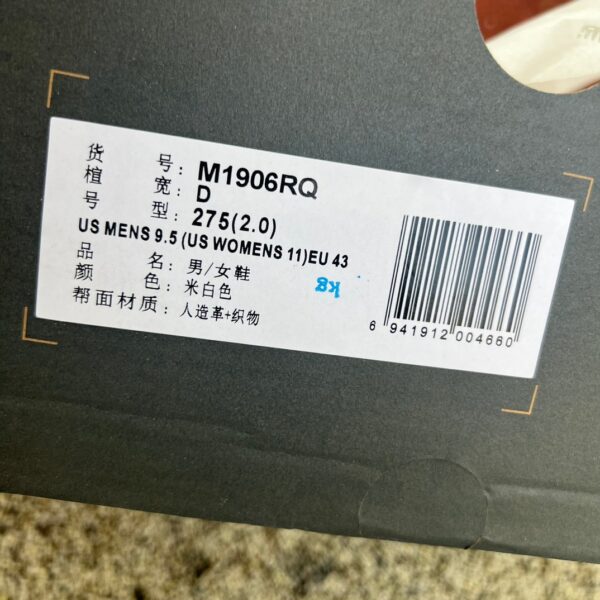 货号: M1906RQ
楦宽: D
号型: 275(2.0)
US MENS 9.5 (US WOMENS 11)EU 43
品名: 男/女鞋
颜色: 米白色
帮面材质: 人造革+织物
kg
6 941912 004660